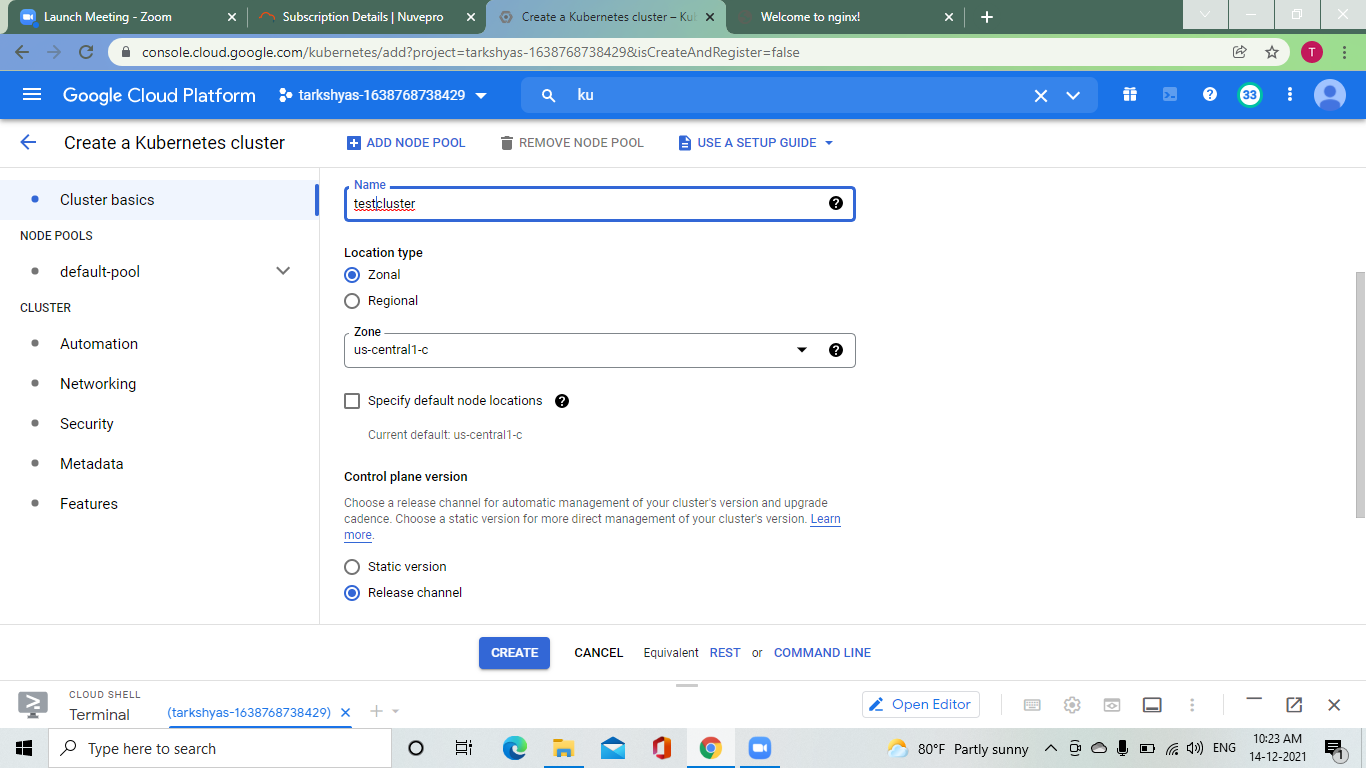 Launch Meeting - Zoom
Subscription Details | Nuvepro
Create a Kubernetes cluster – Ku
Welcome to nginx!
console.cloud.google.com/kubernetes/add?project=tarkshyas-1638768738429&isCreateAndRegister=false
T
Google Cloud Platform
tarkshyas-1638768738429
ku
33
Create a Kubernetes cluster
ADD NODE POOL
REMOVE NODE POOL
USE A SETUP GUIDE
Cluster basics
NODE POOLS
default-pool
CLUSTER
Automation
Networking
Security
Metadata
Features
Name
testcluster
Location type
Zonal
Regional
Zone
us-central1-c
Specify default node locations
Current default: us-central1-c
Control plane version
Choose a release channel for automatic management of your cluster's version and upgrade
cadence. Choose a static version for more direct management of your cluster's version. Learn
more.
Static version
Release channel
CREATE
CANCEL
Equivalent REST or COMMAND LINE
CLOUD SHELL
Terminal
(tarkshyas-1638768738429)
Open Editor
Type here to search
80°F Partly sunny
ENG
10:23 AM
14-12-2021
1